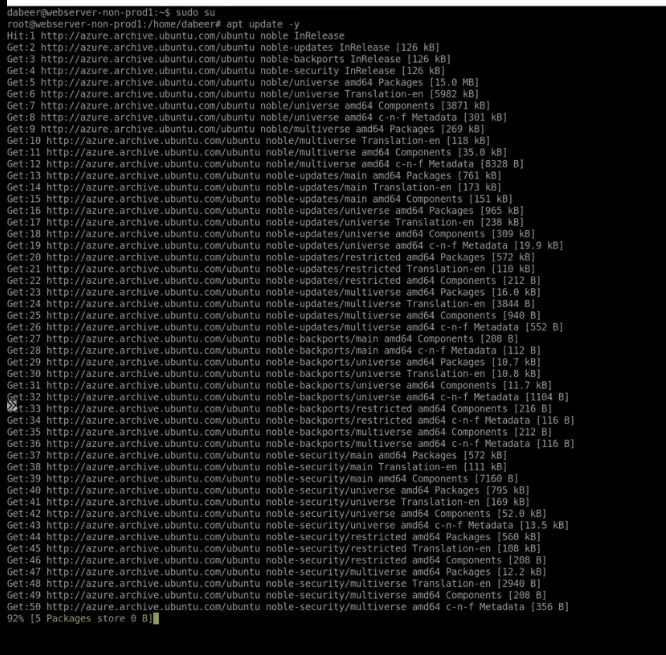 dabeer@webserver-non-prod1:~$ sudo su
root@webserver-non-prod1:/home/dabeer# apt update -y
Hit:1 http://azure.archive.ubuntu.com/ubuntu noble InRelease
Get:2 http://azure.archive.ubuntu.com/ubuntu noble-updates InRelease [126 kB]
Get:3 http://azure.archive.ubuntu.com/ubuntu noble-backports InRelease [126 kB]
Get:4 http://azure.archive.ubuntu.com/ubuntu noble-security InRelease [126 kB]
Get:5 http://azure.archive.ubuntu.com/ubuntu noble/universe amd64 Packages [15.0 MB]
Get:6 http://azure.archive.ubuntu.com/ubuntu noble/universe Translation-en [5982 kB]
Get:7 http://azure.archive.ubuntu.com/ubuntu noble/universe amd64 Components [3871 kB]
Get:8 http://azure.archive.ubuntu.com/ubuntu noble/universe amd64 c-n-f Metadata [301 kB]
Get:9 http://azure.archive.ubuntu.com/ubuntu noble/multiverse amd64 Packages [269 kB]
Get:10 http://azure.archive.ubuntu.com/ubuntu noble/multiverse Translation-en [118 kB]
Get:11 http://azure.archive.ubuntu.com/ubuntu noble/multiverse amd64 Components [35.0 kB]
Get:12 http://azure.archive.ubuntu.com/ubuntu noble/multiverse amd64 c-n-f Metadata [8328 B]
Get:13 http://azure.archive.ubuntu.com/ubuntu noble-updates/main amd64 Packages [761 kB]
Get:14 http://azure.archive.ubuntu.com/ubuntu noble-updates/main Translation-en [173 kB]
Get:15 http://azure.archive.ubuntu.com/ubuntu noble-updates/main amd64 Components [151 kB]
Get:16 http://azure.archive.ubuntu.com/ubuntu noble-updates/universe amd64 Packages [965 kB]
Get:17 http://azure.archive.ubuntu.com/ubuntu noble-updates/universe Translation-en [238 kB]
Get:18 http://azure.archive.ubuntu.com/ubuntu noble-updates/universe amd64 Components [309 kB]
Get:19 http://azure.archive.ubuntu.com/ubuntu noble-updates/universe amd64 c-n-f Metadata [19.9 kB]
Get:20 http://azure.archive.ubuntu.com/ubuntu noble-updates/restricted amd64 Packages [572 kB]
Get:21 http://azure.archive.ubuntu.com/ubuntu noble-updates/restricted Translation-en [110 kB]
Get:22 http://azure.archive.ubuntu.com/ubuntu noble-updates/restricted amd64 Components [212 B]
Get:23 http://azure.archive.ubuntu.com/ubuntu noble-updates/multiverse amd64 Packages [16.0 kB]
Get:24 http://azure.archive.ubuntu.com/ubuntu noble-updates/multiverse Translation-en [3844 B]
Get:25 http://azure.archive.ubuntu.com/ubuntu noble-updates/multiverse amd64 Components [940 B]
Get:26 http://azure.archive.ubuntu.com/ubuntu noble-updates/multiverse amd64 c-n-f Metadata [552 B]
Get:27 http://azure.archive.ubuntu.com/ubuntu noble-backports/main amd64 Components [208 B]
Get:28 http://azure.archive.ubuntu.com/ubuntu noble-backports/main amd64 c-n-f Metadata [112 B]
Get:29 http://azure.archive.ubuntu.com/ubuntu noble-backports/universe amd64 Packages [10.7 kB]
Get:30 http://azure.archive.ubuntu.com/ubuntu noble-backports/universe Translation-en [10.8 kB]
Get:31 http://azure.archive.ubuntu.com/ubuntu noble-backports/universe amd64 Components [11.7 kB]
Get:32 http://azure.archive.ubuntu.com/ubuntu noble-backports/universe amd64 c-n-f Metadata [1104 B]
Get:33 http://azure.archive.ubuntu.com/ubuntu noble-backports/restricted amd64 Components [216 B]
Get:34 http://azure.archive.ubuntu.com/ubuntu noble-backports/restricted amd64 c-n-f Metadata [116 B]
Get:35 http://azure.archive.ubuntu.com/ubuntu noble-backports/multiverse amd64 Components [212 B]
Get:36 http://azure.archive.ubuntu.com/ubuntu noble-backports/multiverse amd64 c-n-f Metadata [116 B]
Get:37 http://azure.archive.ubuntu.com/ubuntu noble-security/main amd64 Packages [572 kB]
Get:38 http://azure.archive.ubuntu.com/ubuntu noble-security/main Translation-en [111 kB]
Get:39 http://azure.archive.ubuntu.com/ubuntu noble-security/main amd64 Components [7160 B]
Get:40 http://azure.archive.ubuntu.com/ubuntu noble-security/universe amd64 Packages [795 kB]
Get:41 http://azure.archive.ubuntu.com/ubuntu noble-security/universe Translation-en [169 kB]
Get:42 http://azure.archive.ubuntu.com/ubuntu noble-security/universe amd64 Components [52.0 kB]
Get:43 http://azure.archive.ubuntu.com/ubuntu noble-security/universe amd64 c-n-f Metadata [13.5 kB]
Get:44 http://azure.archive.ubuntu.com/ubuntu noble-security/restricted amd64 Packages [560 kB]
Get:45 http://azure.archive.ubuntu.com/ubuntu noble-security/restricted Translation-en [108 kB]
Get:46 http://azure.archive.ubuntu.com/ubuntu noble-security/restricted amd64 Components [208 B]
Get:47 http://azure.archive.ubuntu.com/ubuntu noble-security/multiverse amd64 Packages [12.2 kB]
Get:48 http://azure.archive.ubuntu.com/ubuntu noble-security/multiverse Translation-en [2940 B]
Get:49 http://azure.archive.ubuntu.com/ubuntu noble-security/multiverse amd64 Components [208 B]
Get:50 http://azure.archive.ubuntu.com/ubuntu noble-security/multiverse amd64 c-n-f Metadata [356 B]
92% [5 Packages store 0 B]